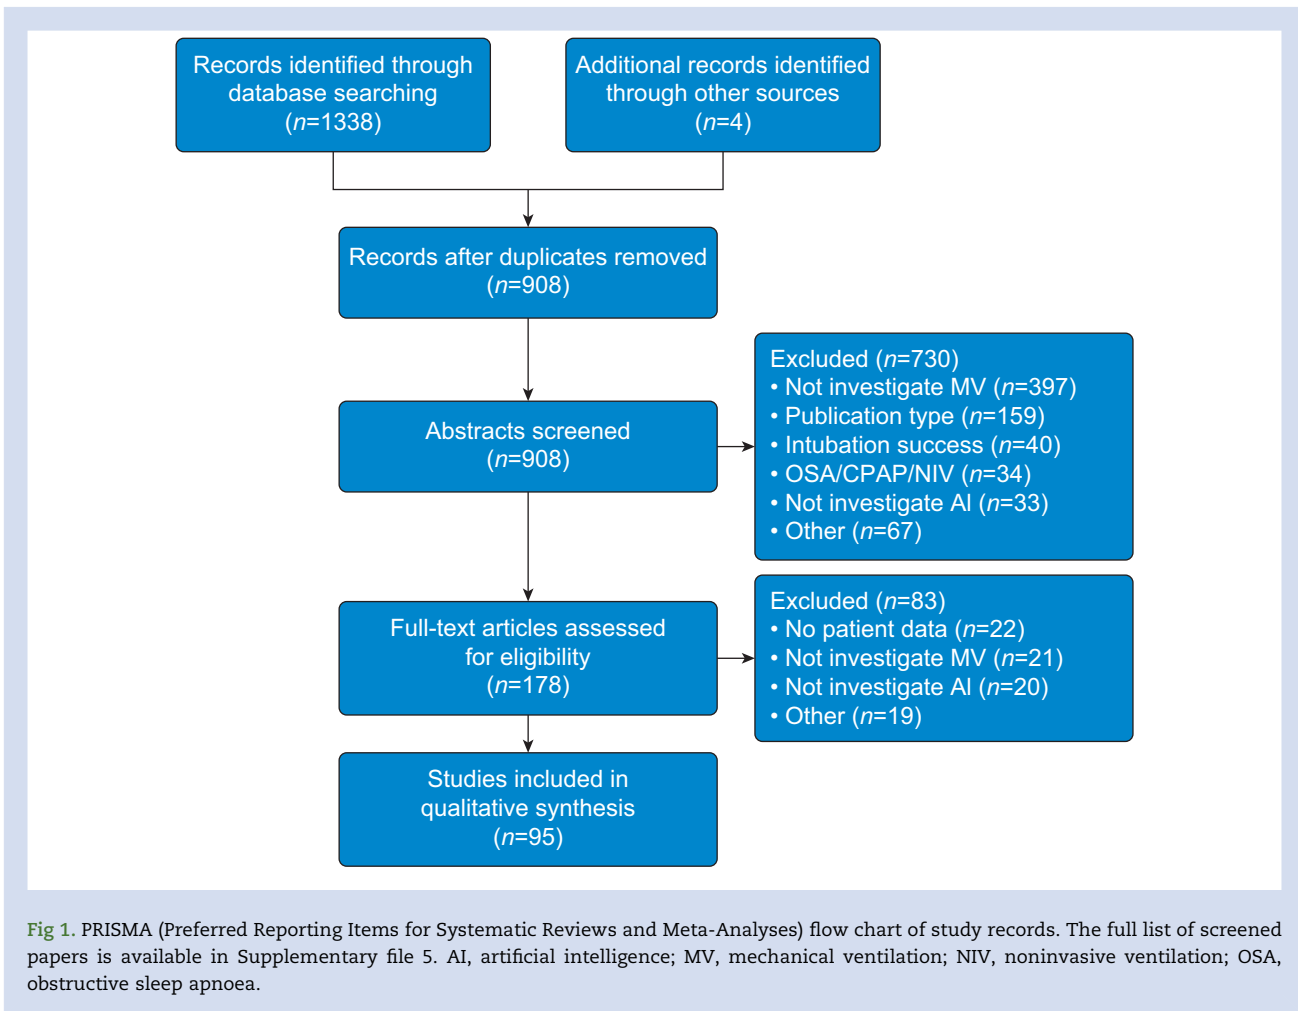 Records identified through
database searching
(n=1338)
Additional records identified
through other sources
(n=4)
Records after duplicates removed
(n=908)
Abstracts screened
(n=908)
Excluded (n=730)
• Not investigate MV (n=397)
• Publication type (n=159)
• Intubation success (n=40)
• OSA/CPAP/NIV (n=34)
• Not investigate AI (n=33)
• Other (n=67)
Full-text articles assessed
for eligibility
(n=178)
Excluded (n=83)
• No patient data (n=22)
• Not investigate MV (n=21)
• Not investigate AI (n=20)
• Other (n=19)
Studies included in
qualitative synthesis
(n=95)
Fig 1. PRISMA (Preferred Reporting Items for Systematic Reviews and Meta-Analyses) flow chart of study records. The full list of screened
papers is available in Supplementary file 5. AI, artificial intelligence; MV, mechanical ventilation; NIV, noninvasive ventilation; OSA,
obstructive sleep apnoea.